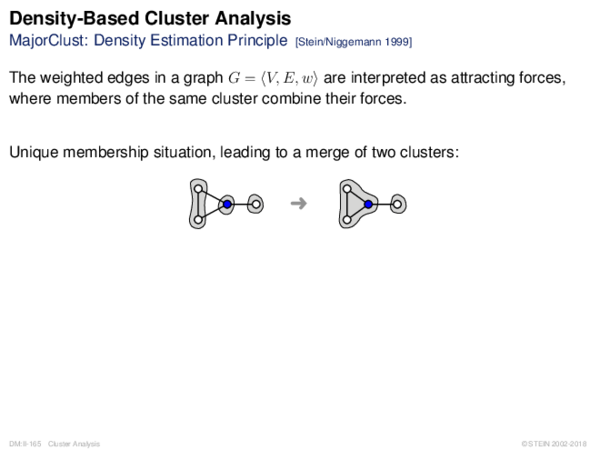 Density-Based Cluster Analysis
MajorClust: Density Estimation Principle [Stein/Niggemann 1999]
The weighted edges in a graph G = ⟨V, E, w⟩ are interpreted as attracting forces,
where members of the same cluster combine their forces.
Unique membership situation, leading to a merge of two clusters:
DM:II-165 Cluster Analysis
©STEIN 2002-2018